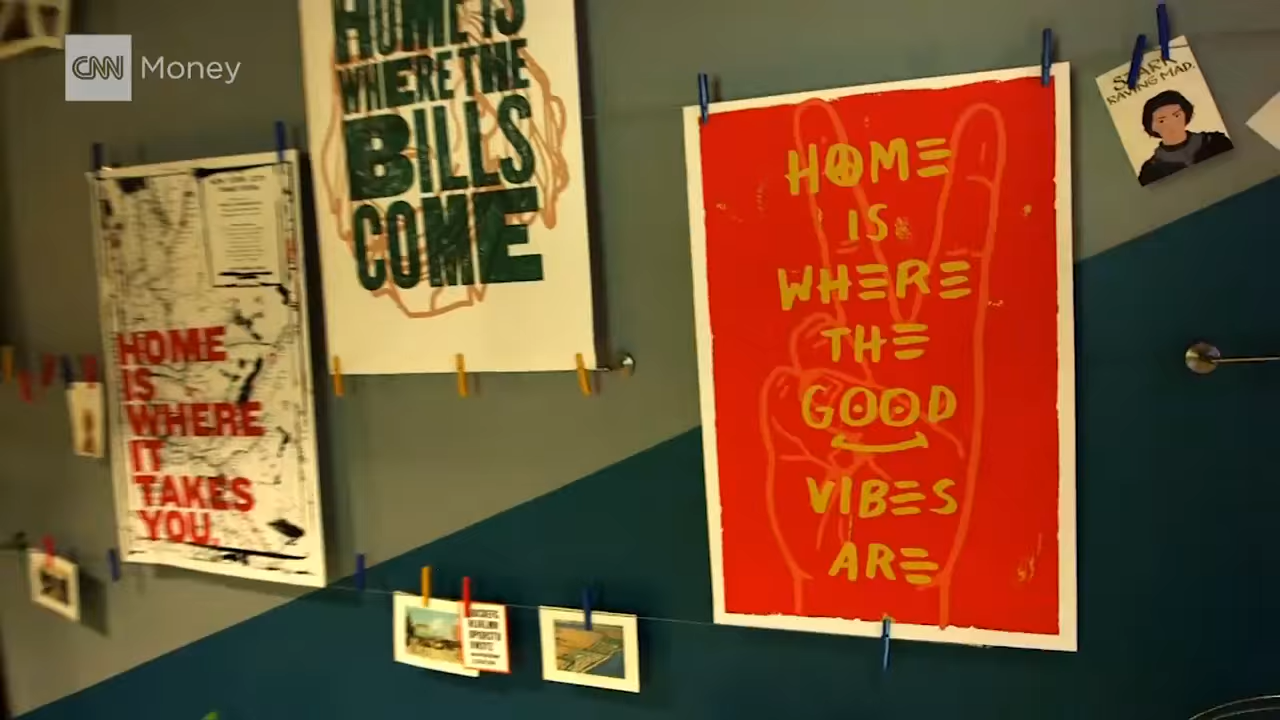 CNN Money
HOME IS
WHERE THE
BILLS
COME
HOME
IS
WHERE
IT
TAKES
YOU.
HOME
IS
WHERE
THE
GOOD
VIBES
ARE
STARK
RAVING MAD.